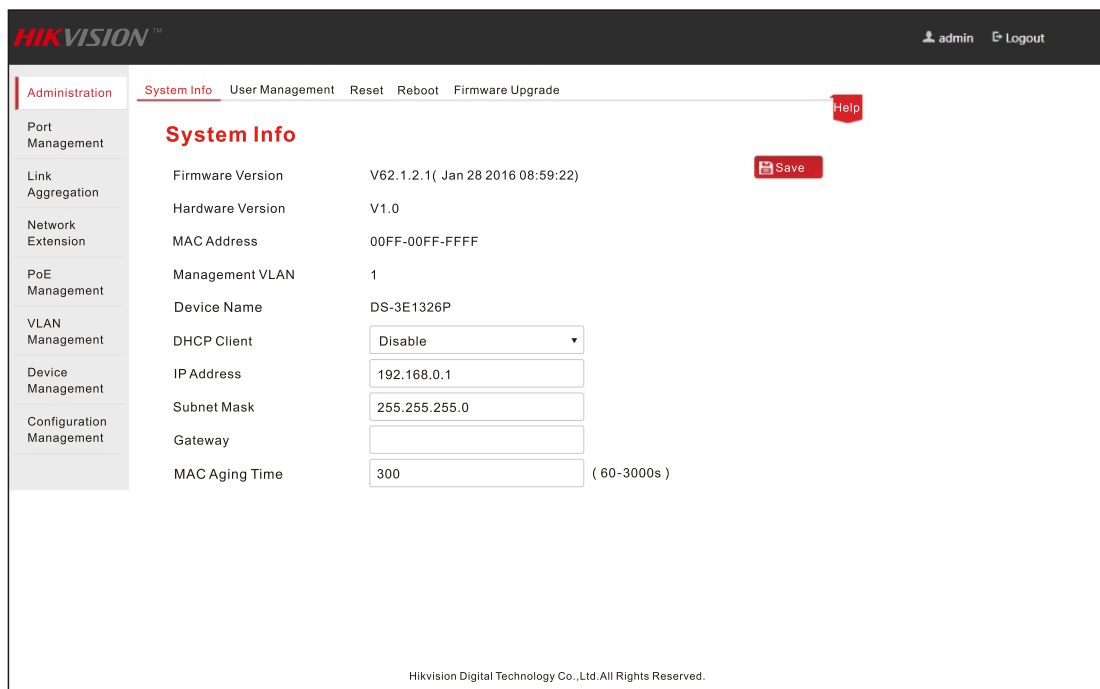 HIKVISION™
admin
Logout
Administration
Port
Management
Link
Aggregation
Network
Extension
PoE
Management
VLAN
Management
Device
Management
Configuration
Management
System Info User Management Reset Reboot Firmware Upgrade
Help
System Info
Save
Firmware Version V62.1.2.1( Jan 28 2016 08:59:22)
Hardware Version V1.0
MAC Address 00FF-00FF-FFFF
Management VLAN 1
Device Name DS-3E1326P
DHCP Client Disable
IP Address 192.168.0.1
Subnet Mask 255.255.255.0
Gateway
MAC Aging Time 300 ( 60-3000s )
Hikvision Digital Technology Co.,Ltd.All Rights Reserved.